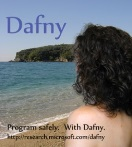 Dafny
Program safely.  With Dafny.
http://research.microsoft.com/dafny